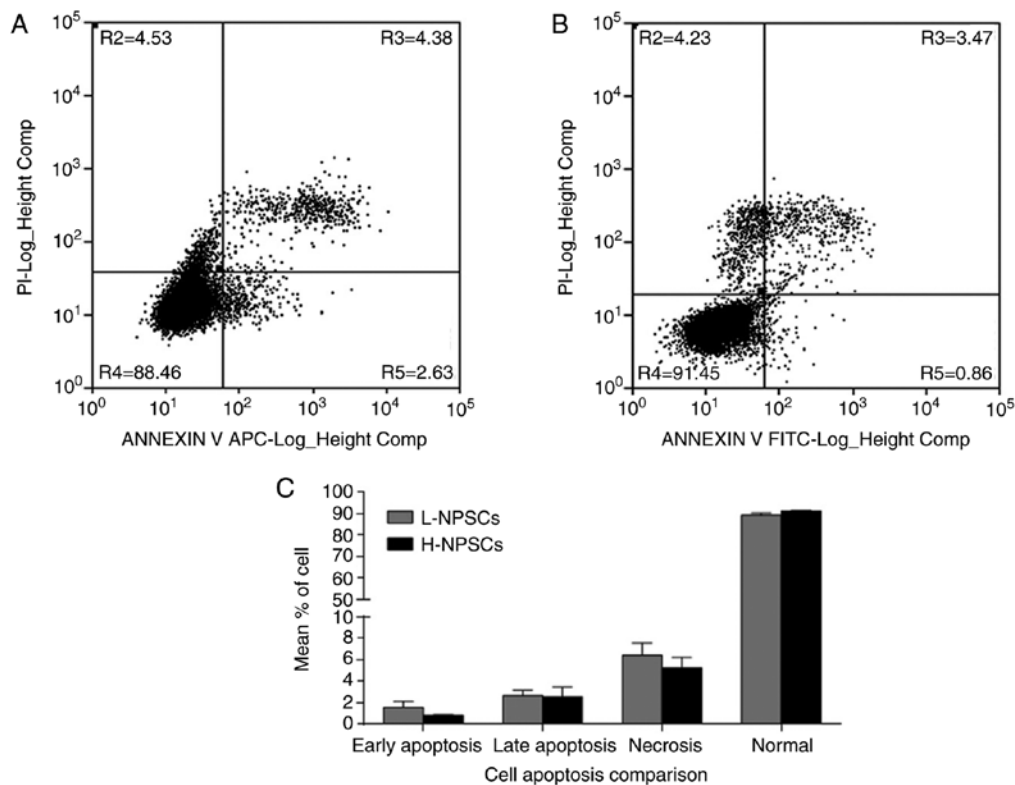 A
PI-Log_Height Comp
10^5
10^4
10^3
10^2
10^1
10^0
R2=4.53
R3=4.38
R4=88.46
R5=2.63
10^0
10^1
10^2
10^3
10^4
10^5
ANNEXIN V APC-Log_Height Comp
B
PI-Log_Height Comp
10^5
10^4
10^3
10^2
10^1
10^0
R2=4.23
R3=3.47
R4=91.45
R5=0.86
10^0
10^1
10^2
10^3
10^4
10^5
ANNEXIN V FITC-Log_Height Comp
C
Mean % of cell
100
90
80
70
60
50
10
8
6
4
2
0
L-NPSCs
H-NPSCs
Early apoptosis
Late apoptosis
Necrosis
Normal
Cell apoptosis comparison